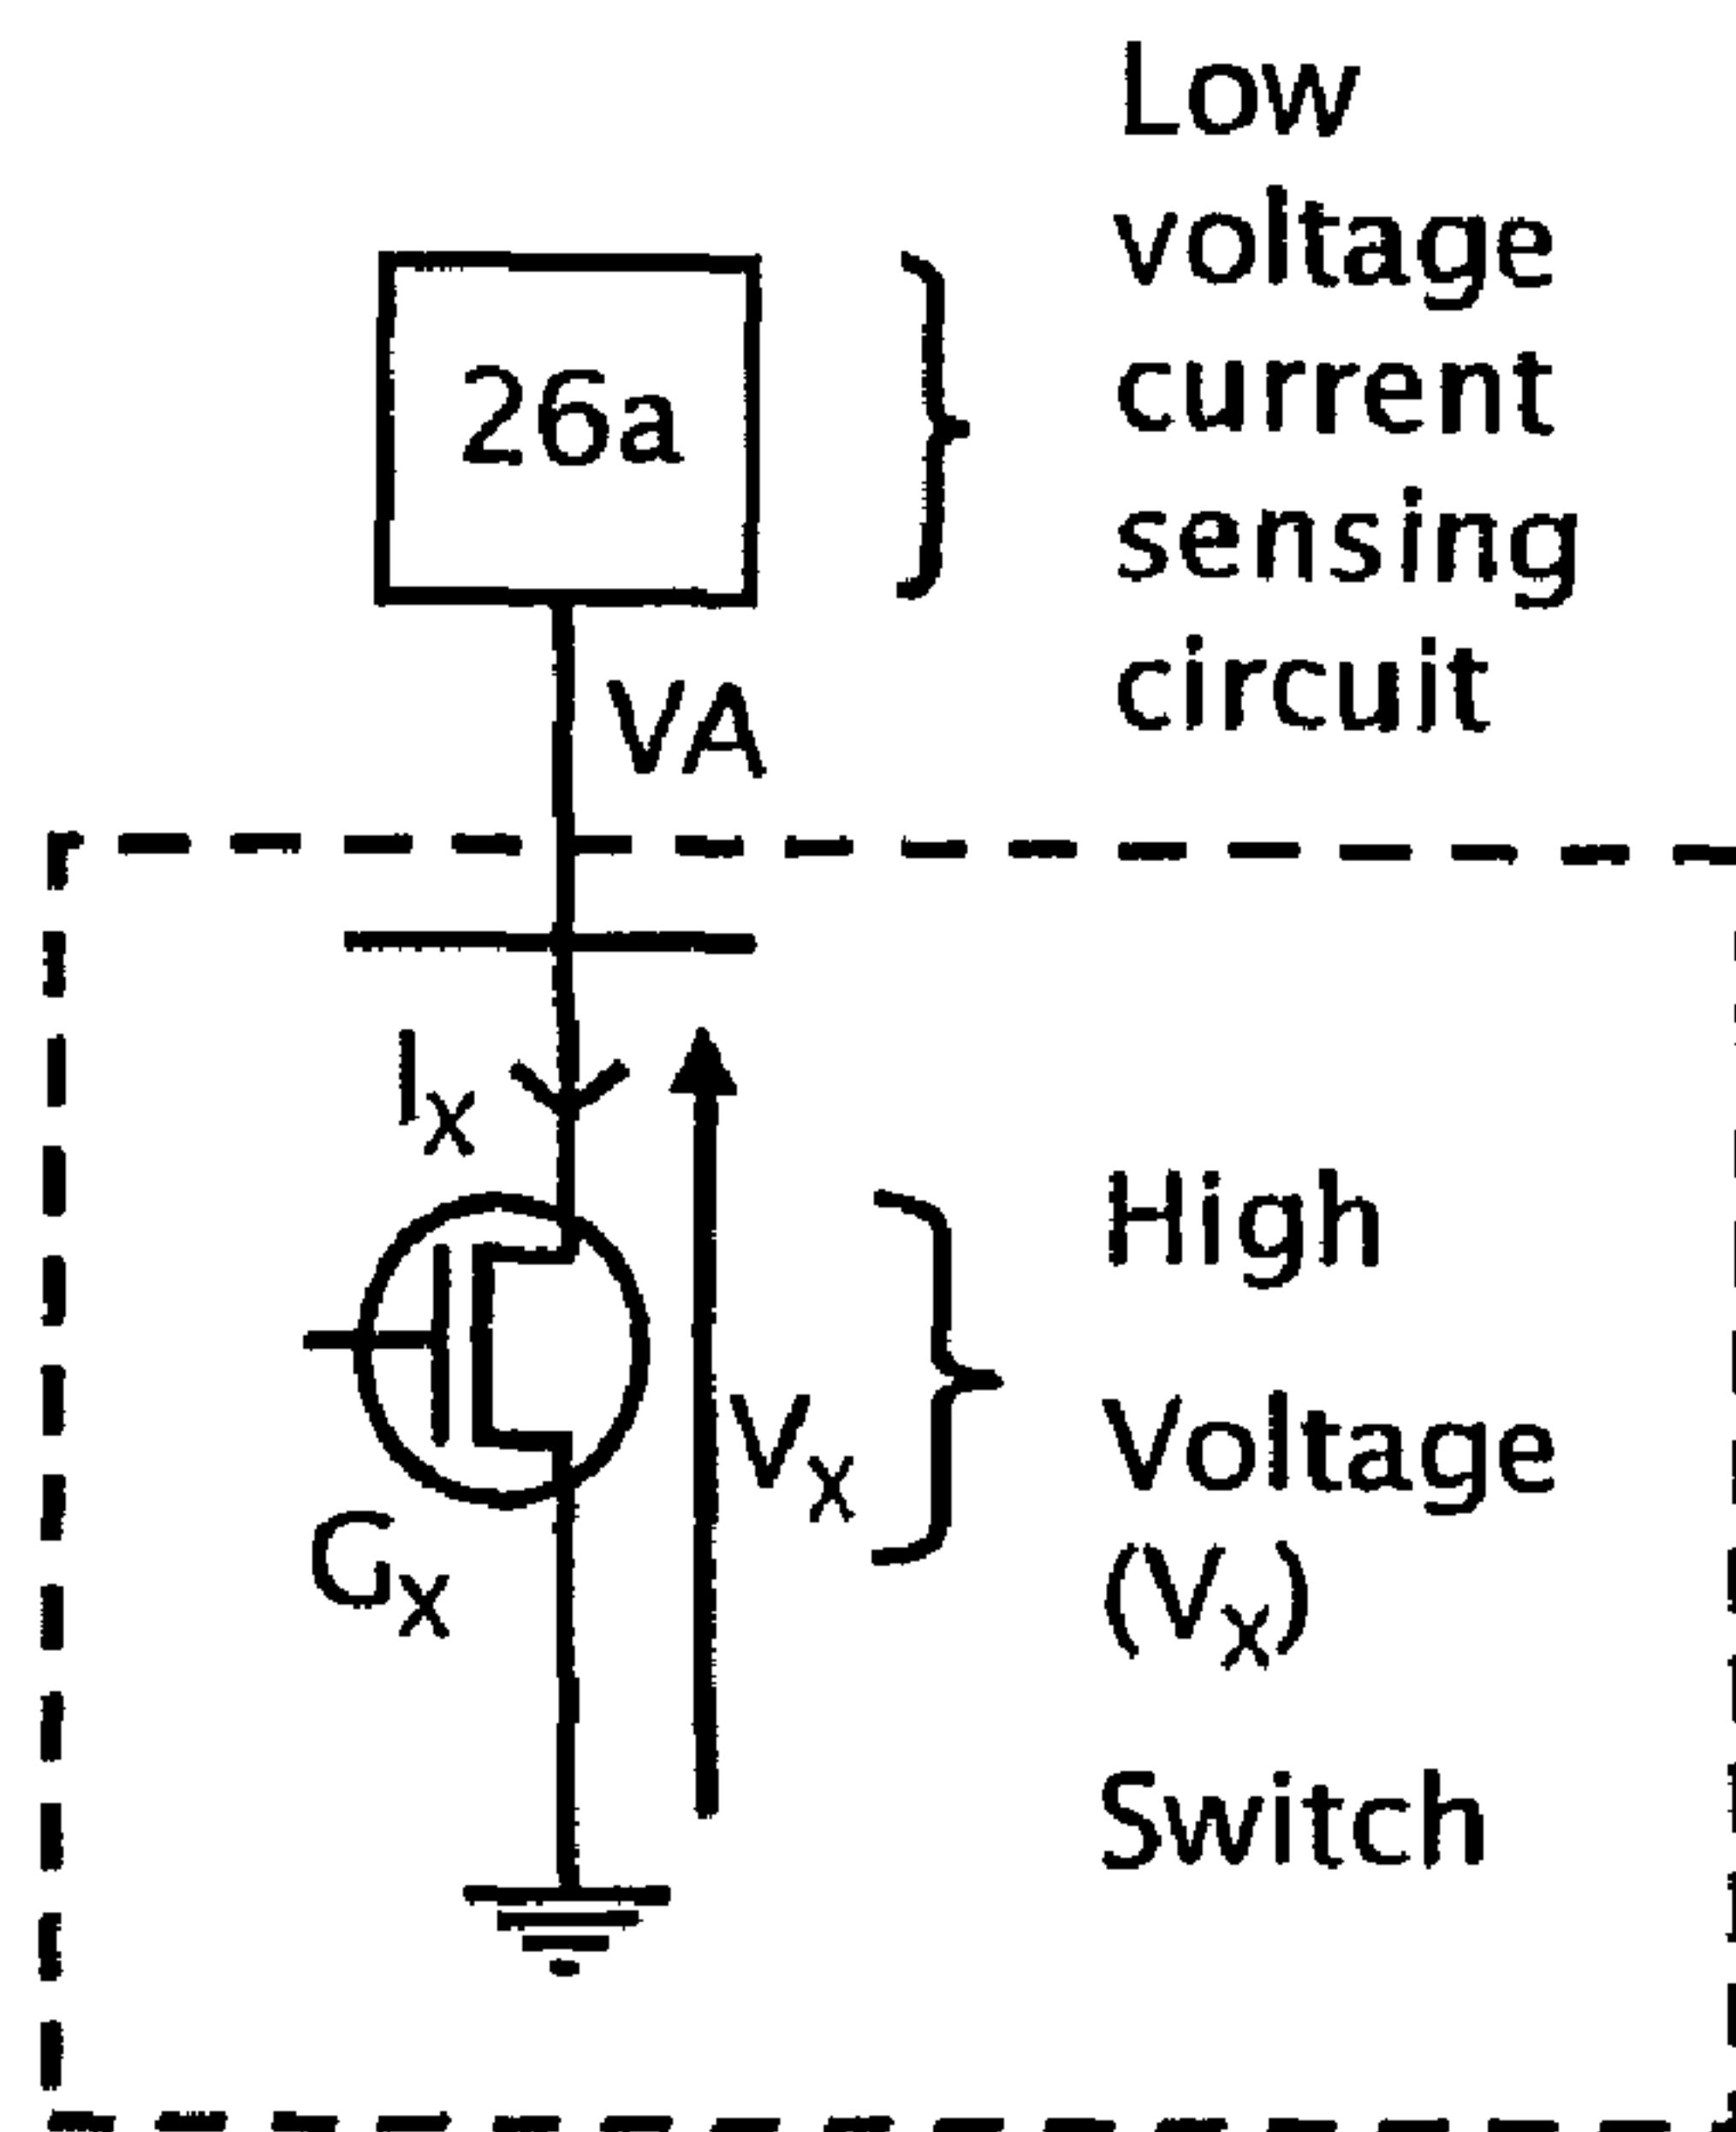 Low
voltage
current
sensing
circuit
26a
VA
Ix
High
Voltage
(Vx)
Switch
Vx
Gx